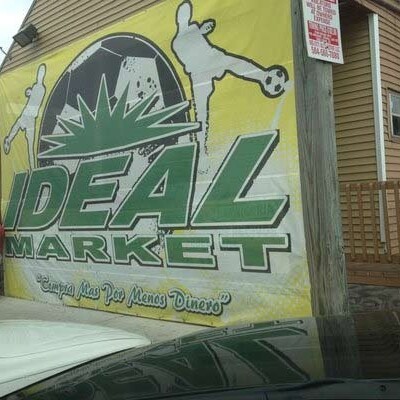 IDEAL
MARKET
"Compra Mas Por Menos Dinero"